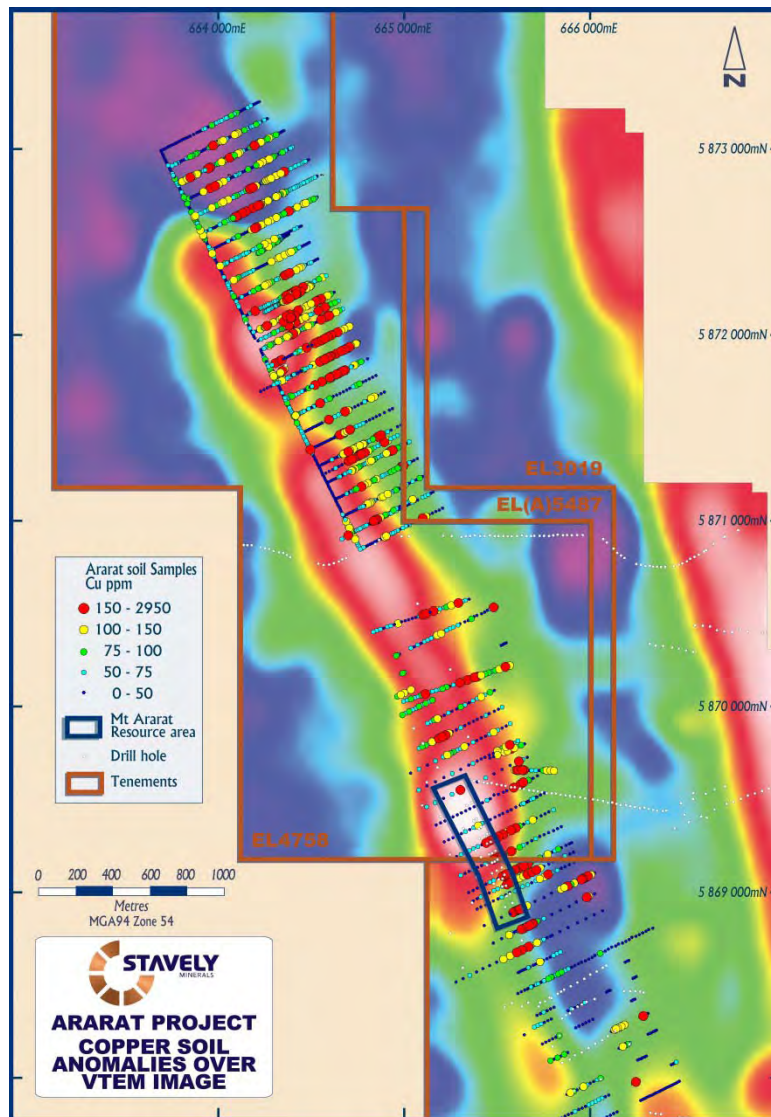 664 000mE
665 000mE
666 000mE
N
5 873 000mN
5 872 000mN
EL3019
EL(A)5487
5 871 000mN
Ararat soil Samples
Cu ppm
150 - 2950
100 - 150
75 - 100
50 - 75
0 - 50
Mt Ararat
Resource area
Drill hole
Tenements
5 870 000mN
EL4758
5 869 000mN
0 200 400 600 800 1000
Metres
MGA94 Zone 54
STAVELY
MINERALS
ARARAT PROJECT
COPPER SOIL
ANOMALIES OVER
VTEM IMAGE